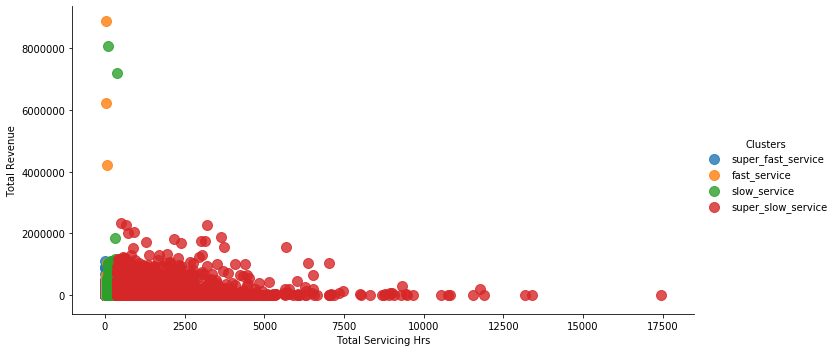 8000000
6000000
4000000
2000000
0
Total Revenue
0 2500 5000 7500 10000 12500 15000 17500
Total Servicing Hrs
Clusters
super_fast_service
fast_service
slow_service
super_slow_service